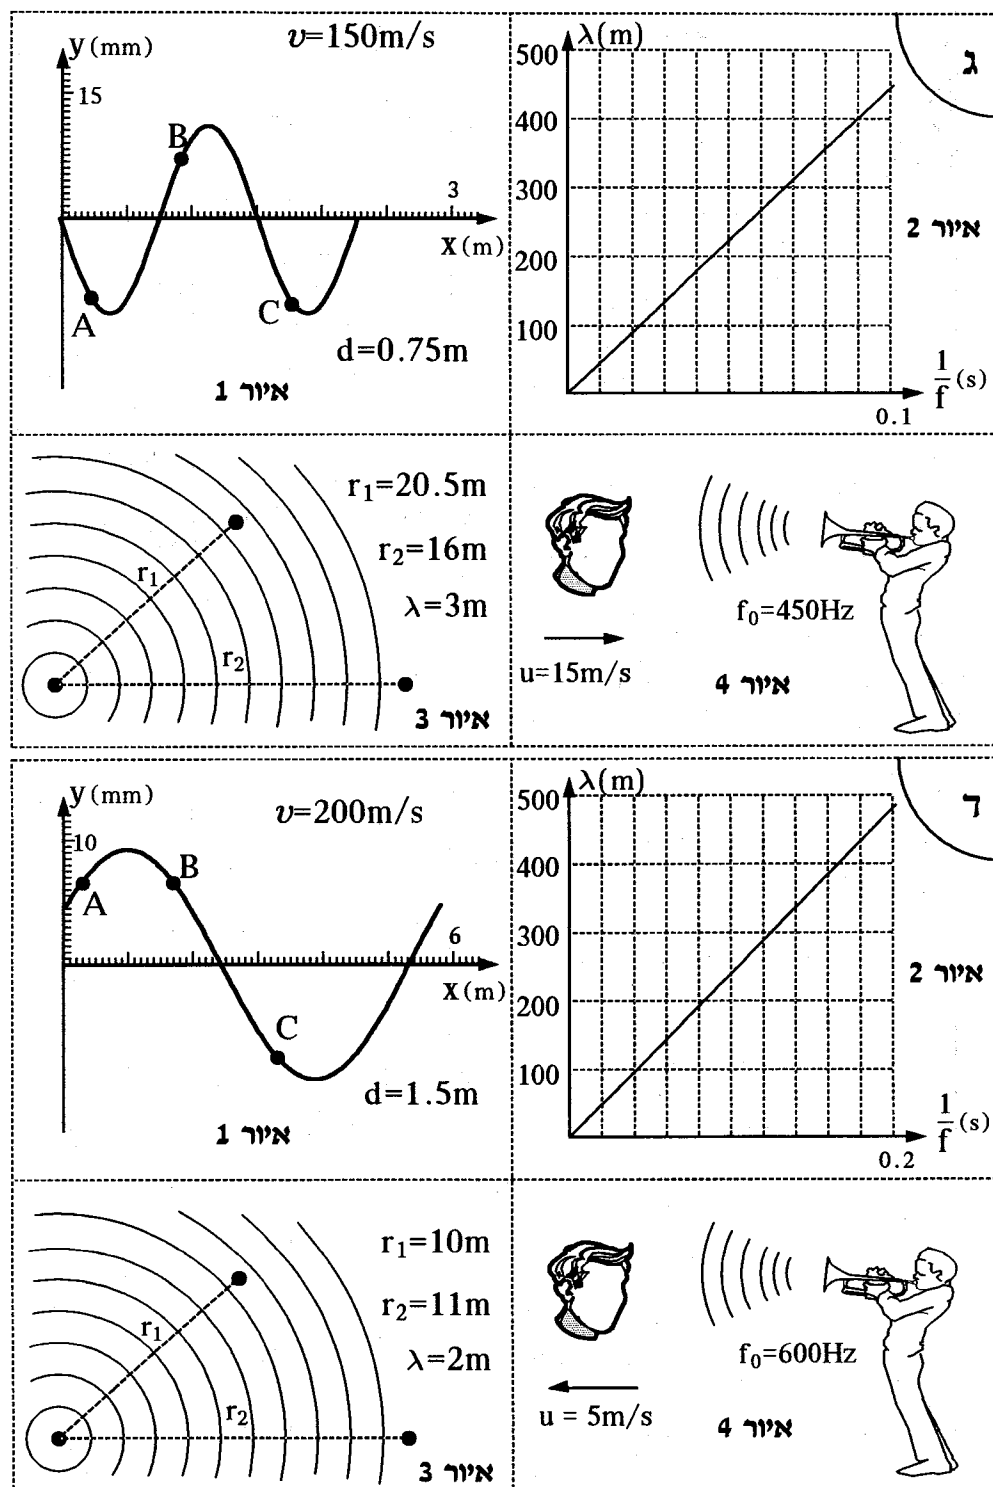 y(mm)
υ=150m/s
15
B
3
X(m)
A
C
d=0.75m
איור 1
λ(m)
500
400
300
200
100
1/f (s)
0.1
ג
איור 2
r₁=20.5m
r₂=16m
λ=3m
r₁
r₂
איור 3
f₀=450Hz
u=15m/s
איור 4
y(mm)
υ=200m/s
10
B
A
6
X(m)
C
d=1.5m
איור 1
λ(m)
500
400
300
200
100
1/f (s)
0.2
ד
איור 2
r₁=10m
r₂=11m
λ=2m
r₁
r₂
איור 3
f₀=600Hz
u = 5m/s
איור 4